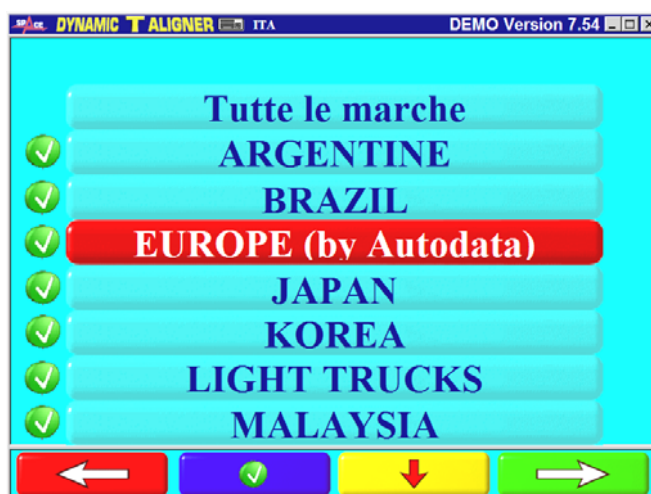 SPACE DYNAMIC T ALIGNER ITA DEMO Version 7.54
Tutte le marche
ARGENTINE
BRAZIL
EUROPE (by Autodata)
JAPAN
KOREA
LIGHT TRUCKS
MALAYSIA